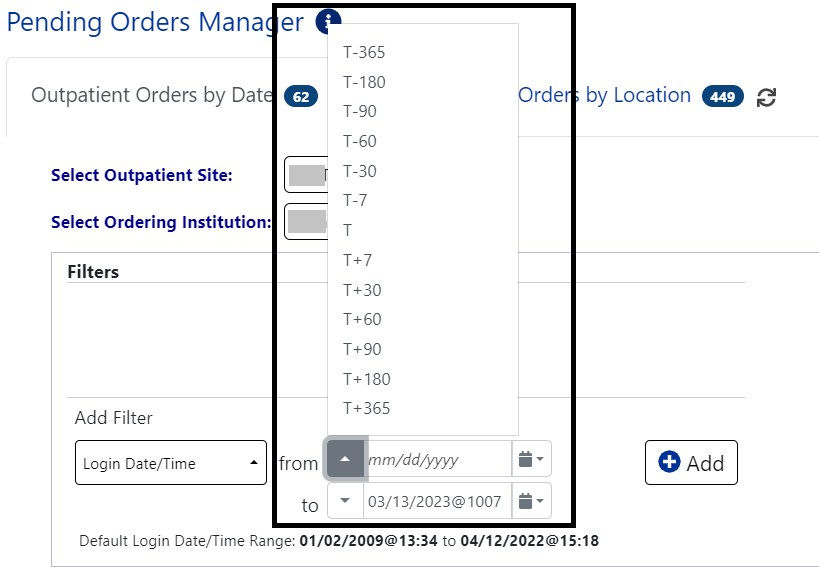 Pending Orders Manager
Outpatient Orders by Date 62 Orders by Location 449
T-365
T-180
T-90
T-60
T-30
T-7
T
T+7
T+30
T+60
T+90
T+180
T+365
Select Outpatient Site:
Select Ordering Institution:
Filters
Add Filter
Login Date/Time from mm/dd/yyyy Add
to 03/13/2023@1007
Default Login Date/Time Range: 01/02/2009@13:34 to 04/12/2022@15:18